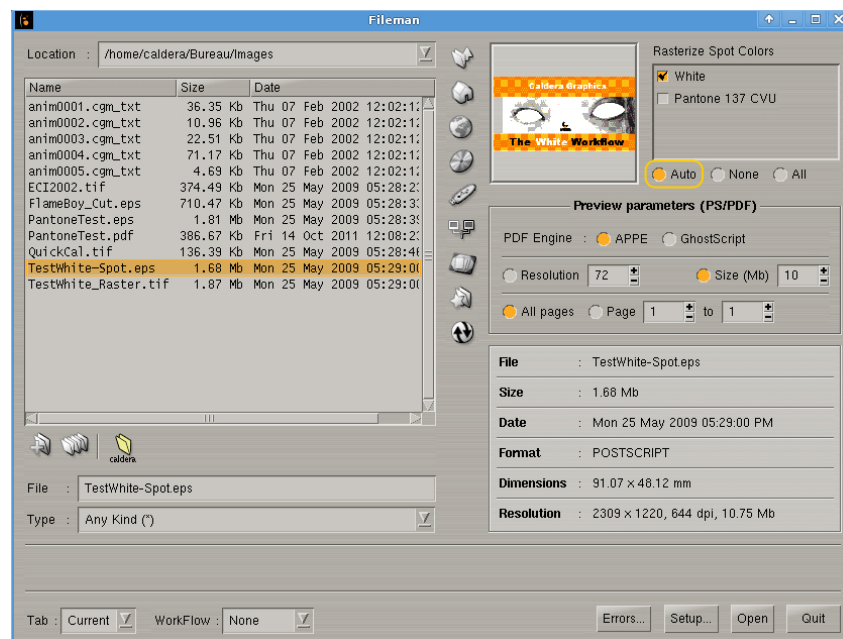 Fileman
Location : /home/caldera/Bureau/Images
Name Size Date
anim0001.cgm_txt 36.35 Kb Thu 07 Feb 2002 12:02:12
anim0002.cgm_txt 10.96 Kb Thu 07 Feb 2002 12:02:12
anim0003.cgm_txt 22.51 Kb Thu 07 Feb 2002 12:02:12
anim0004.cgm_txt 71.17 Kb Thu 07 Feb 2002 12:02:12
anim0005.cgm_txt 4.69 Kb Thu 07 Feb 2002 12:02:12
ECI2002.tif 374.49 Kb Mon 25 May 2009 05:28:2
FlameBoy_Cut.eps 710.47 Kb Mon 25 May 2009 05:28:3
PantoneTest.eps 1.81 Mb Mon 25 May 2009 05:28:3
PantoneTest.pdf 386.67 Kb Fri 14 Oct 2011 12:08:2
QuickCal.tif 136.39 Kb Mon 25 May 2009 05:28:4
TestWhite-Spot.eps 1.68 Mb Mon 25 May 2009 05:29:0
TestWhite_Raster.tif 1.87 Mb Mon 25 May 2009 05:29:0
caldera
File : TestWhite-Spot.eps
Type : Any Kind (*)
Caldera Graphics
The White Workflow
Rasterize Spot Colors
White
Pantone 137 CVU
Auto None All
Preview parameters (PS/PDF)
PDF Engine : APPE GhostScript
Resolution 72 Size (Mb) 10
All pages Page 1 to 1
File : TestWhite-Spot.eps
Size : 1.68 Mb
Date : Mon 25 May 2009 05:29:00 PM
Format : POSTSCRIPT
Dimensions : 91.07 × 48.12 mm
Resolution : 2309 × 1220, 644 dpi, 10.75 Mb
Tab : Current WorkFlow : None Errors... Setup... Open Quit